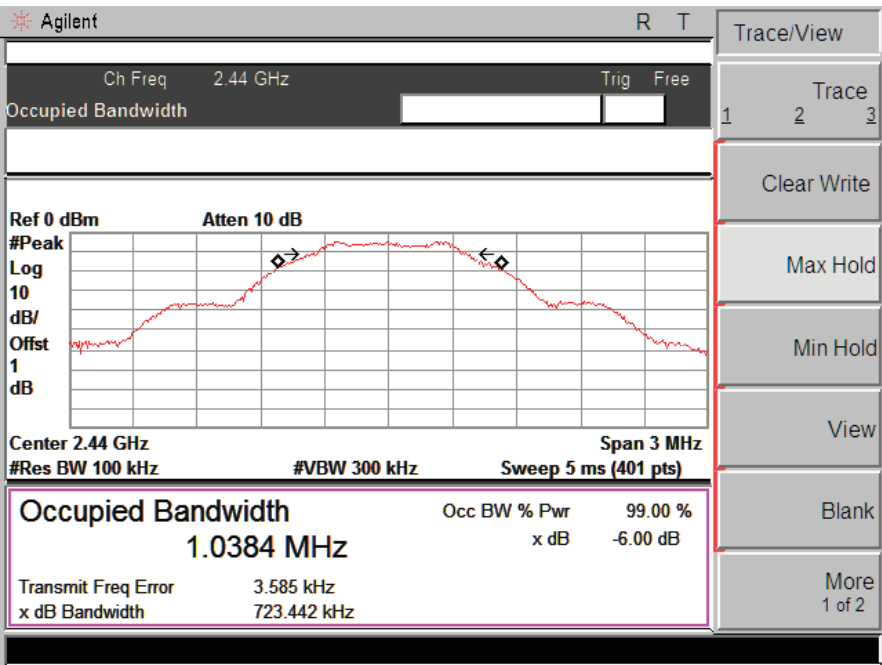 Agilent
R T
Trace/View
Ch Freq 2.44 GHz Trig Free
Occupied Bandwidth
Trace
1 2 3
Clear Write
Ref 0 dBm Atten 10 dB
#Peak
Log
10
dB/
Offst
1
dB
Max Hold
Min Hold
View
Center 2.44 GHz Span 3 MHz
#Res BW 100 kHz #VBW 300 kHz Sweep 5 ms (401 pts)
Occupied Bandwidth
1.0384 MHz
Occ BW % Pwr 99.00 %
x dB -6.00 dB
Transmit Freq Error 3.585 kHz
x dB Bandwidth 723.442 kHz
Blank
More
1 of 2